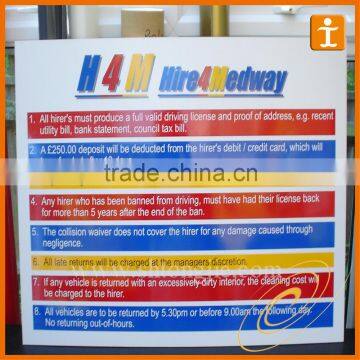 H4M Hire4Medway
1. All hirer's must produce a full valid driving license and proof of address, e.g. recent
utility bill, bank statement, council tax bill.
2. A £250.00 deposit will be deducted from the hirer's debit / credit card, which will
trade.china.cn
4. Any hirer who has been banned from driving, must have had their license back
for more than 5 years after the end of the ban.
5. The collision waiver does not cover the hirer for any damage caused through
negligence.
6. All late returns will be charged at the managers discretion.
7. If any vehicle is returned with an excessively dirty interior, the cleaning cost will
be charged to the hirer.
8. All vehicles are to be returned by 5.30pm or before 9.00am the following day.
No returning out-of-hours.